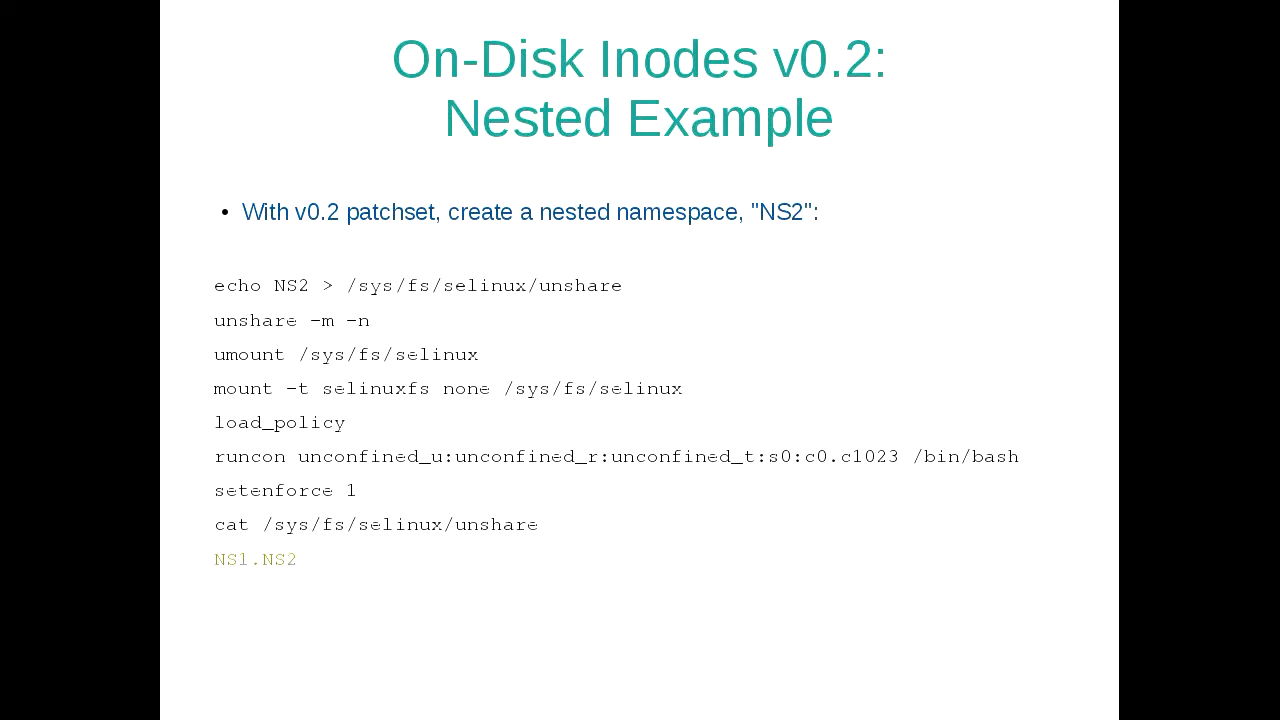 On-Disk Inodes v0.2:
Nested Example
• With v0.2 patchset, create a nested namespace, "NS2":
echo NS2 > /sys/fs/selinux/unshare
unshare -m -n
umount /sys/fs/selinux
mount -t selinuxfs none /sys/fs/selinux
load_policy
runcon unconfined_u:unconfined_r:unconfined_t:s0:c0.c1023 /bin/bash
setenforce 1
cat /sys/fs/selinux/unshare
NS1.NS2